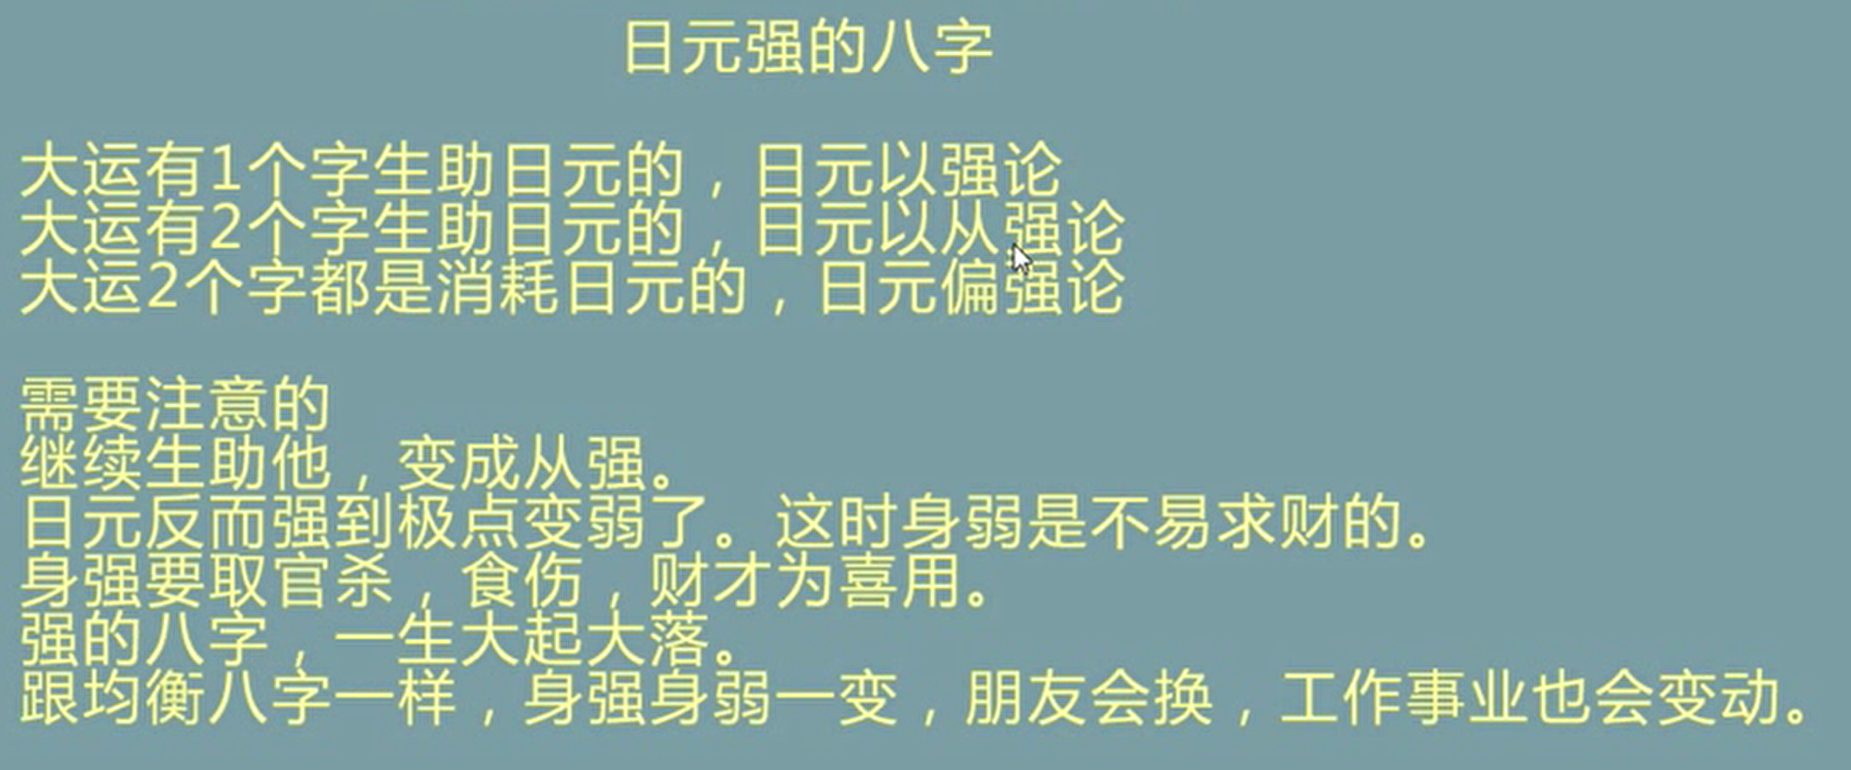 日元强的八字
大运有1个字生助日元的，日元以强论
大运有2个字生助日元的，日元以从强论
大运2个字都是消耗日元的，日元偏强论
需要注意的
继续生助他，变成从强。
日元反而强到极点变弱了。这时身弱是不易求财的。
身强要取官杀，食伤，财才为喜用。
强的八字，一生大起大落。
跟均衡八字一样，身强身弱一变，朋友会换，工作事业也会变动。